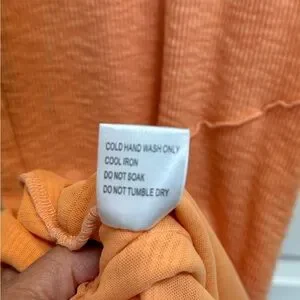 COLD HAND WASH ONLY
COOL IRON
DO NOT SOAK
DO NOT TUMBLE DRY